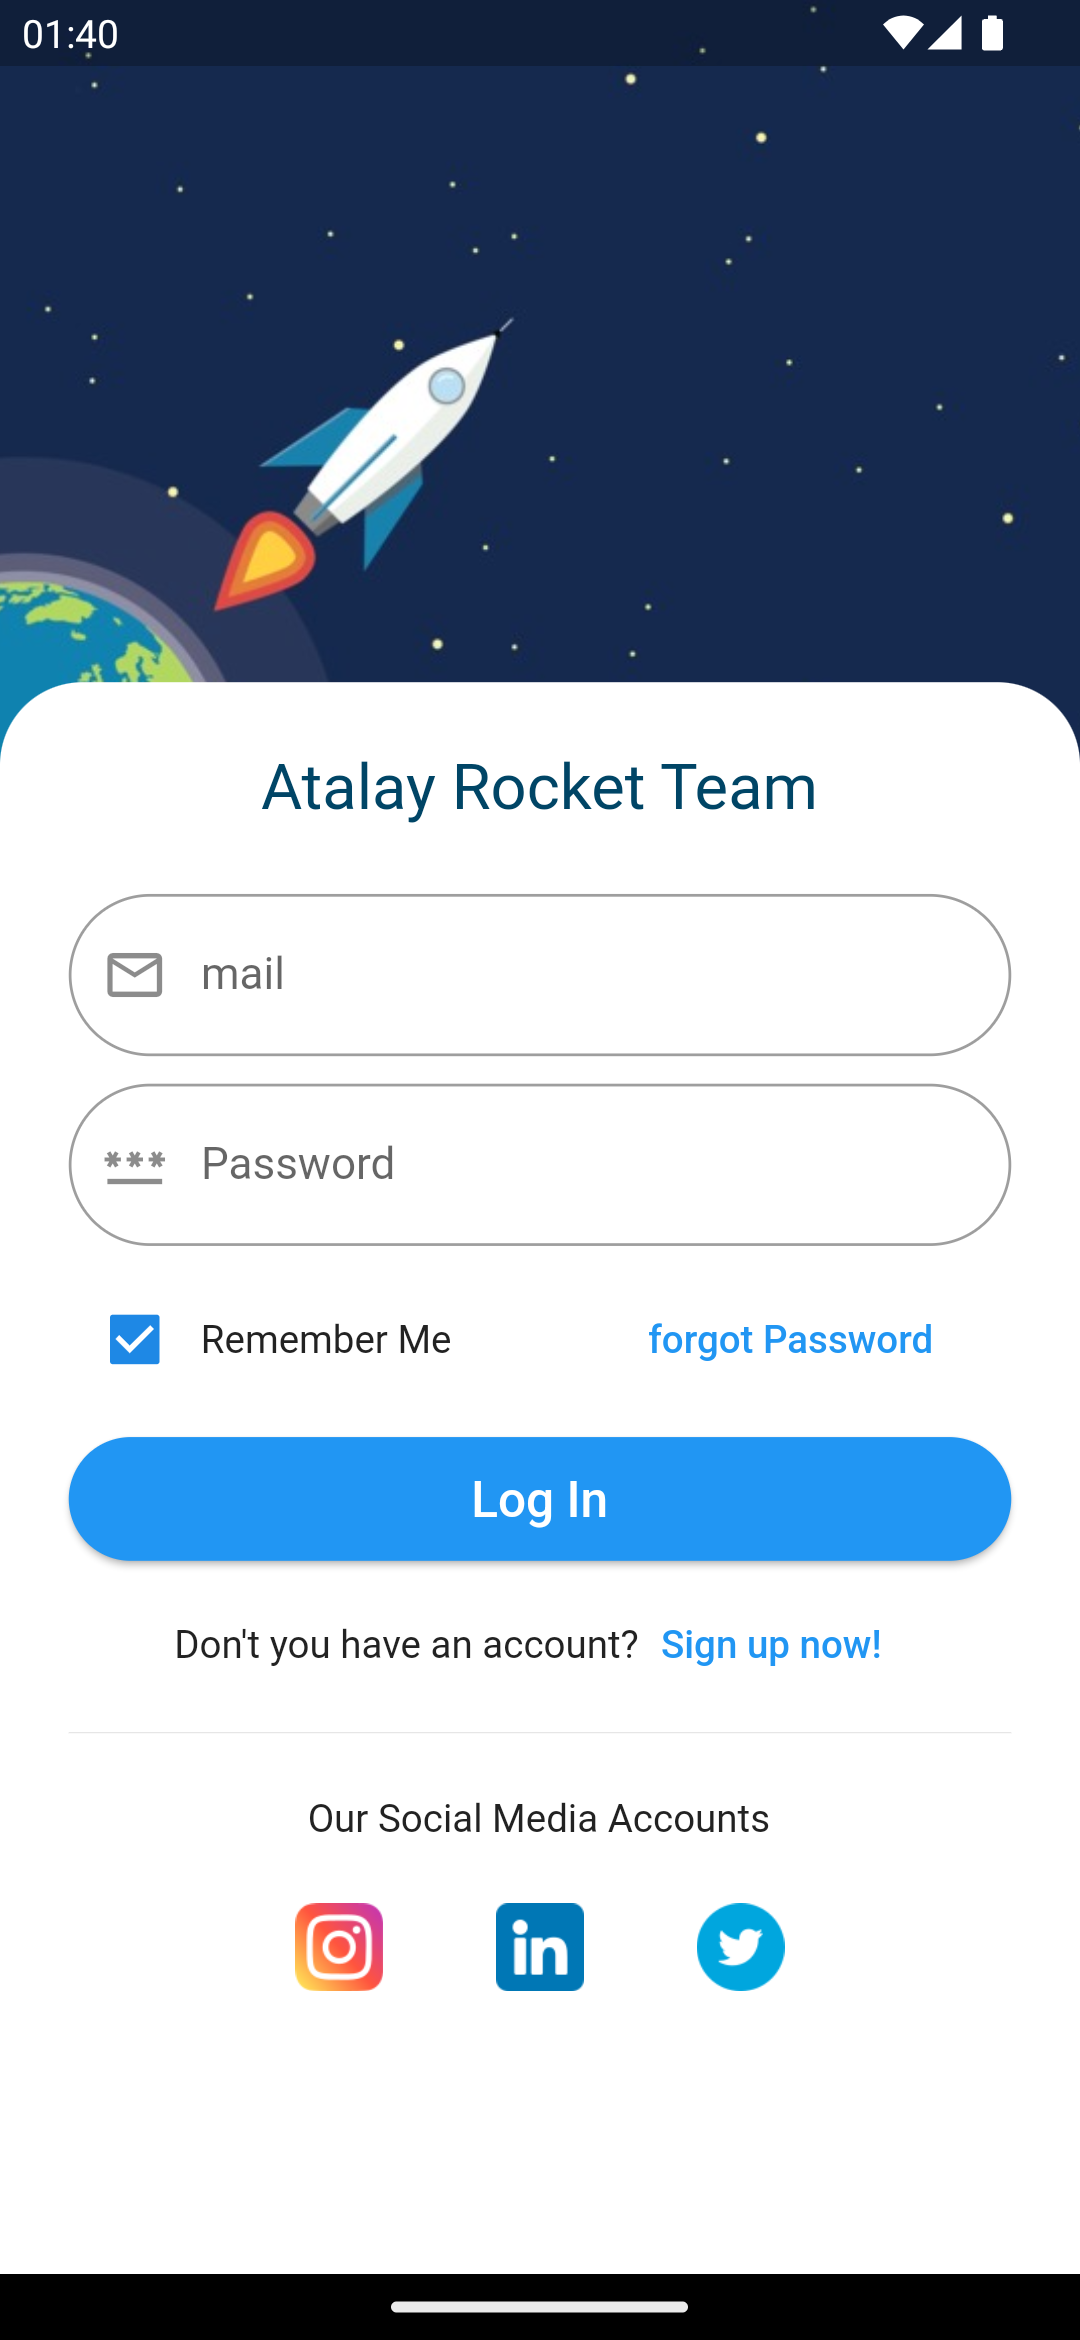 01:40
Atalay Rocket Team
mail
*** Password
Remember Me forgot Password
Log In
Don't you have an account? Sign up now!
Our Social Media Accounts
in